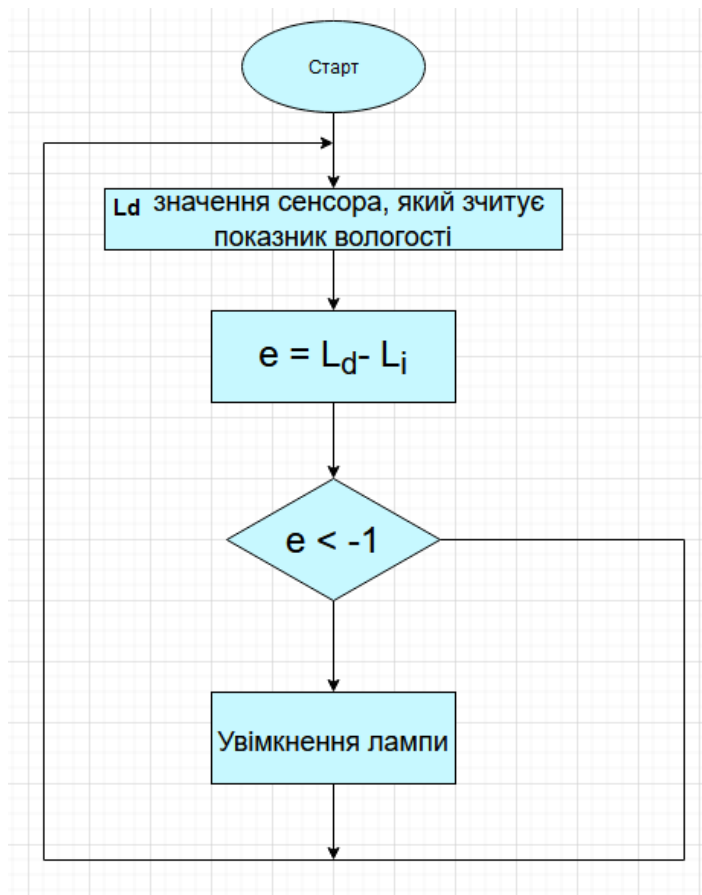 Старт
Ld значення сенсора, який зчитує
показник вологості
e = Ld- Li
e < -1
Увімкнення лампи